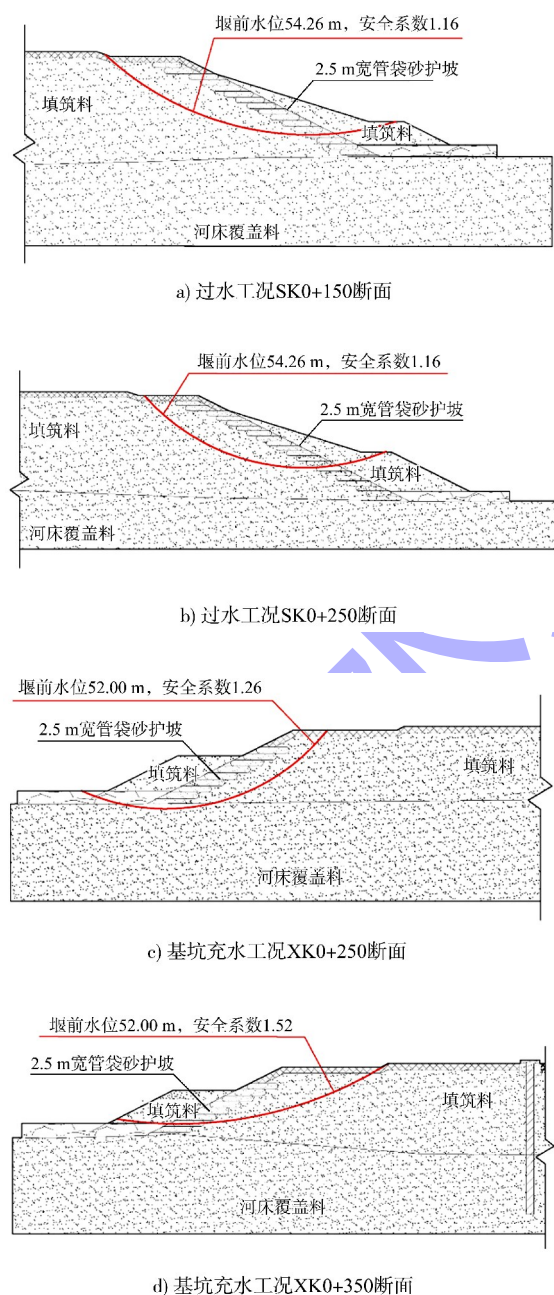 堰前水位54.26 m，安全系数1.16
2.5 m宽管袋砂护坡
填筑料
填筑料
河床覆盖料
a) 过水工况SK0+150断面
堰前水位54.26 m，安全系数1.16
2.5 m宽管袋砂护坡
填筑料
填筑料
河床覆盖料
b) 过水工况SK0+250断面
堰前水位52.00 m，安全系数1.26
2.5 m宽管袋砂护坡
填筑料
填筑料
河床覆盖料
c) 基坑充水工况XK0+250断面
堰前水位52.00 m，安全系数1.52
2.5 m宽管袋砂护坡
填筑料
填筑料
河床覆盖料
d) 基坑充水工况XK0+350断面